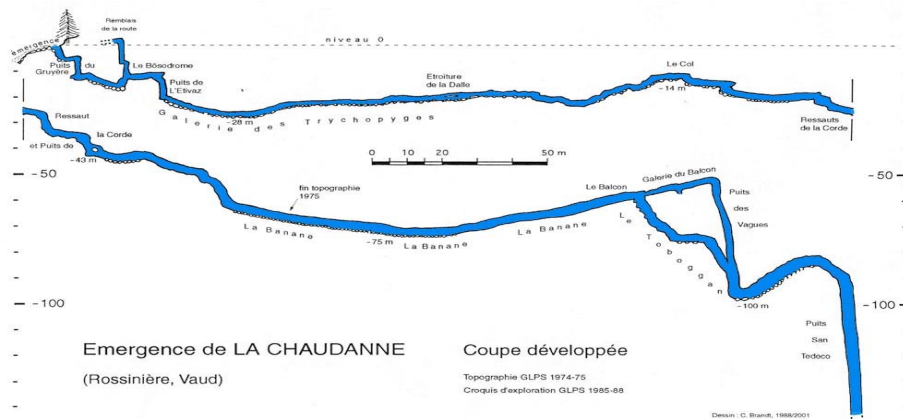 Remblais
de la route
émergence
niveau 0
Puits du
Gruyère
Le Bôsodrome
Puits de
L'Etivaz
-28 m
Galerie des Trychopyges
Etroiture
de la Dalle
Le Col
-14 m
Ressauts
de la Corde
Ressaut
et Puits de
la Corde
-43 m
0 10 20 50 m
-50
-50
fin topographie
1975
La Banane
-75 m
La Banane
La Banane
Le Balcon
Galerie du Balcon
Puits
des
Vagues
Le Toboggan
-100
-100 m
-100
Puits
San
Tedeco
Emergence de LA CHAUDANNE
(Rossinière, Vaud)
Coupe développée
Topographie GLPS 1974-75
Croquis d'exploration GLPS 1985-88
Dessin : C. Brandt, 1988/2001